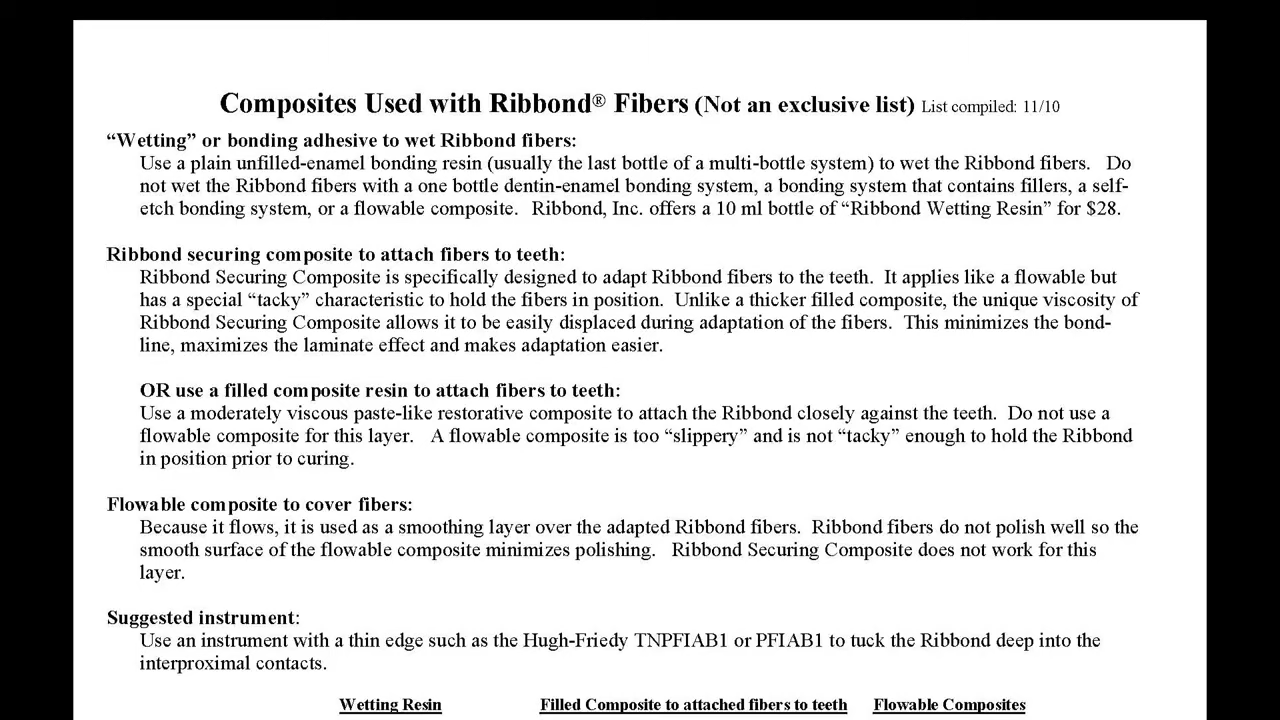 Composites Used with Ribbond® Fibers (Not an exclusive list) List compiled: 11/10
“Wetting” or bonding adhesive to wet Ribbond fibers:
Use a plain unfilled-enamel bonding resin (usually the last bottle of a multi-bottle system) to wet the Ribbond fibers. Do
not wet the Ribbond fibers with a one bottle dentin-enamel bonding system, a bonding system that contains fillers, a self-
etch bonding system, or a flowable composite. Ribbond, Inc. offers a 10 ml bottle of “Ribbond Wetting Resin” for $28.
Ribbond securing composite to attach fibers to teeth:
Ribbond Securing Composite is specifically designed to adapt Ribbond fibers to the teeth. It applies like a flowable but
has a special “tacky” characteristic to hold the fibers in position. Unlike a thicker filled composite, the unique viscosity of
Ribbond Securing Composite allows it to be easily displaced during adaptation of the fibers. This minimizes the bond-
line, maximizes the laminate effect and makes adaptation easier.
OR use a filled composite resin to attach fibers to teeth:
Use a moderately viscous paste-like restorative composite to attach the Ribbond closely against the teeth. Do not use a
flowable composite for this layer. A flowable composite is too “slippery” and is not “tacky” enough to hold the Ribbond
in position prior to curing.
Flowable composite to cover fibers:
Because it flows, it is used as a smoothing layer over the adapted Ribbond fibers. Ribbond fibers do not polish well so the
smooth surface of the flowable composite minimizes polishing. Ribbond Securing Composite does not work for this
layer.
Suggested instrument:
Use an instrument with a thin edge such as the Hugh-Friedy TNPFIAB1 or PFIAB1 to tuck the Ribbond deep into the
interproximal contacts.
Wetting Resin Filled Composite to attached fibers to teeth Flowable Composites